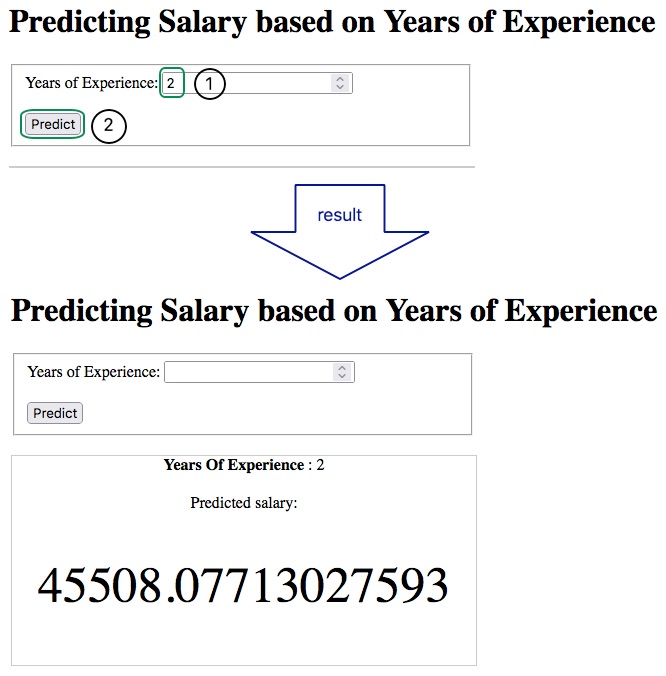 Predicting Salary based on Years of Experience
Years of Experience: 2 1
Predict 2
result
Predicting Salary based on Years of Experience
Years of Experience:
Predict
Years Of Experience : 2
Predicted salary:
45508.07713027593